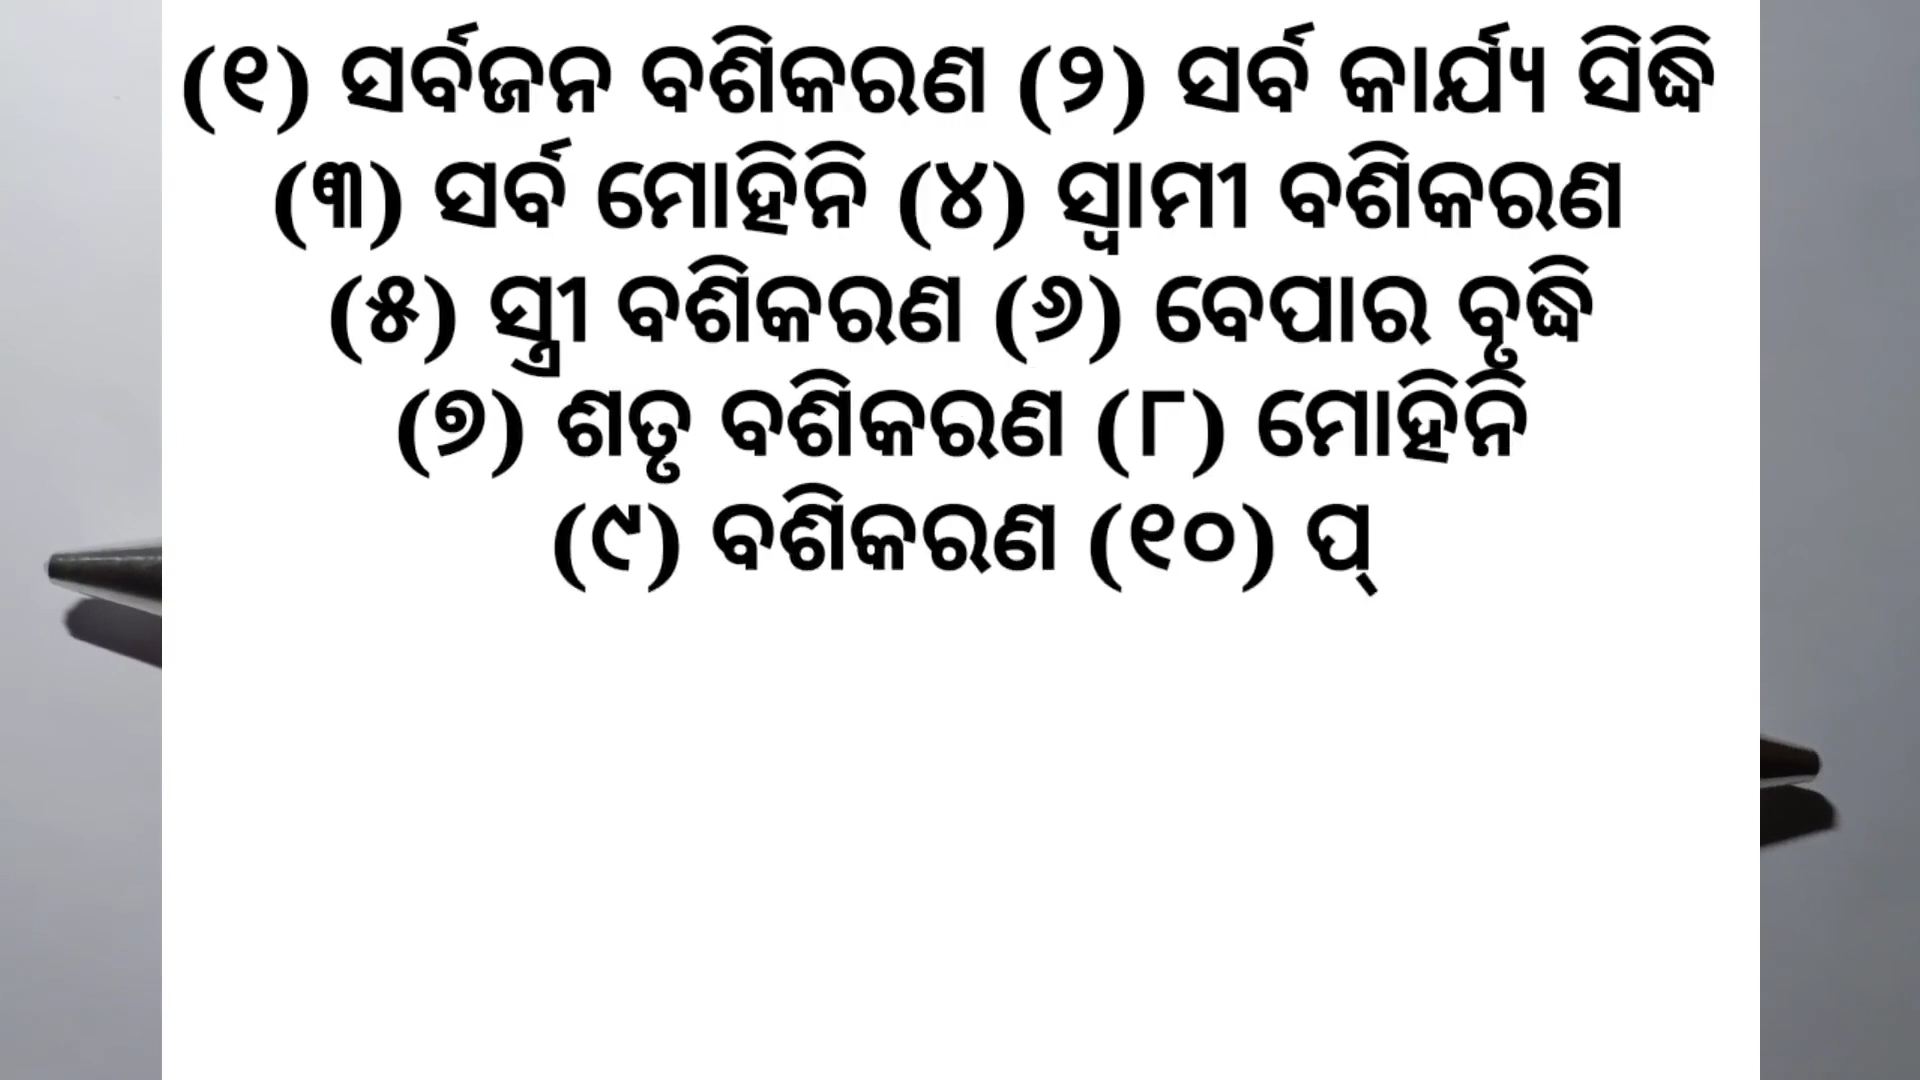 (୧) ସର୍ବଜନ ବଶିକରଣ (୨) ସର୍ବ କାର୍ଯ୍ୟ ସିଦ୍ଧି
(୩) ସର୍ବ ମୋହିନି (୪) ସ୍ୱାମୀ ବଶିକରଣ
(୫) ସ୍ତ୍ରୀ ବଶିକରଣ (୬) ବେପାର ବୃଦ୍ଧି
(୭) ଶତୃ ବଶିକରଣ (୮) ମୋହିନି
(୯) ବଶିକରଣ (୧୦) ପ୍